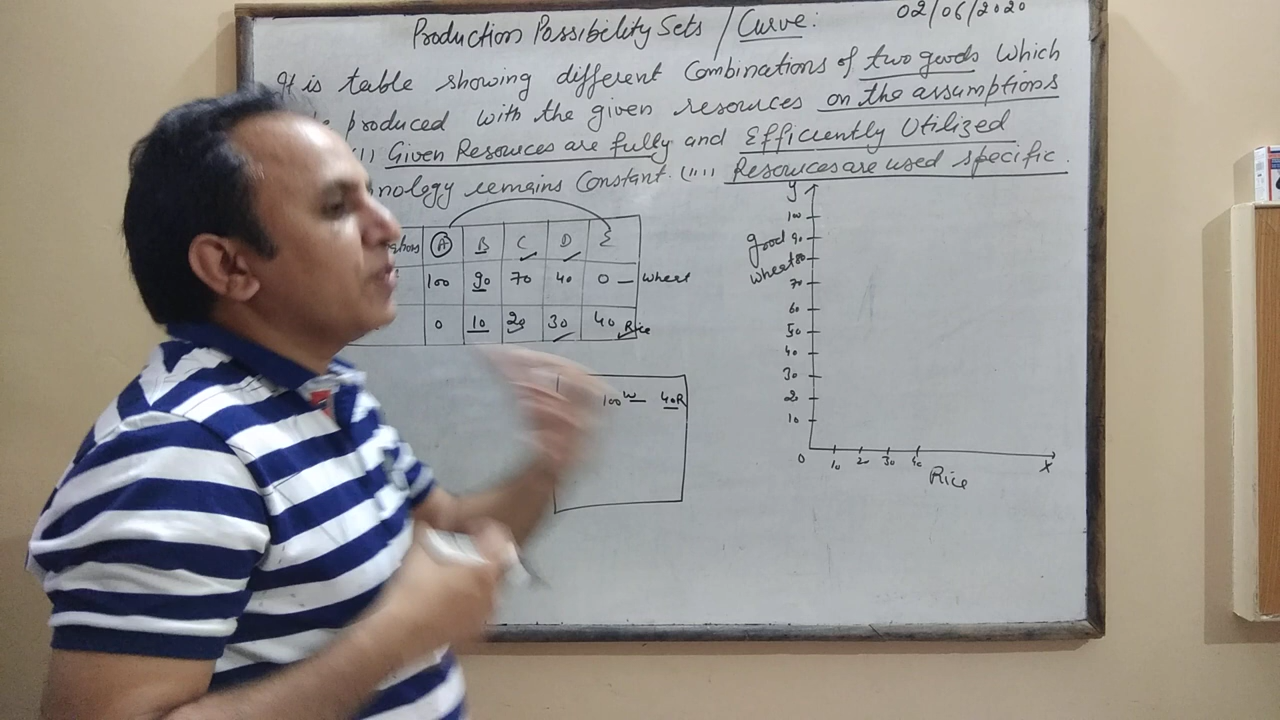 Production Possibility Sets / Curve: 02/06/2020
It is table showing different Combinations of two goods Which
produced with the given resources on the assumptions
Given Resources are fully and Efficiently Utilized
nology remains Constant. (iii) Resources are used specific.
A B C D E
100 90 70 40 0 – Wheat
0 10 20 30 40 Rice
100 W – 40R
y
100
good 90
wheat 80
70
60
50
40
30
20
10
0 10 20 30 40 X
Rice